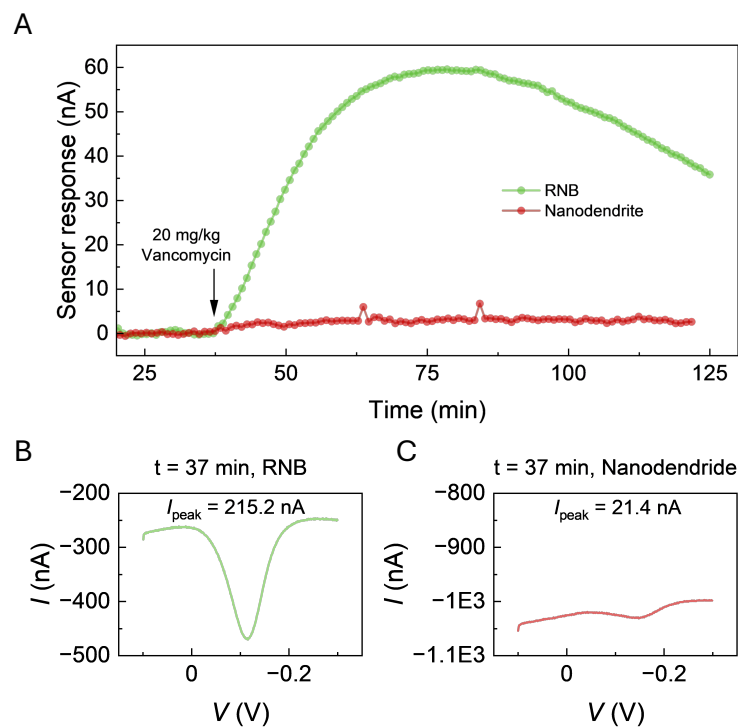 A
Sensor response (nA)
60
50
40
30
20
10
0
20 mg/kg
Vancomycin
RNB
Nanodendrite
25
50
75
100
125
Time (min)
B
t = 37 min, RNB
I (nA)
−200
−300
−400
−500
Ipeak = 215.2 nA
0
−0.2
V (V)
C
t = 37 min, Nanodendride
I (nA)
−800
−900
−1E3
−1.1E3
Ipeak = 21.4 nA
0
−0.2
V (V)